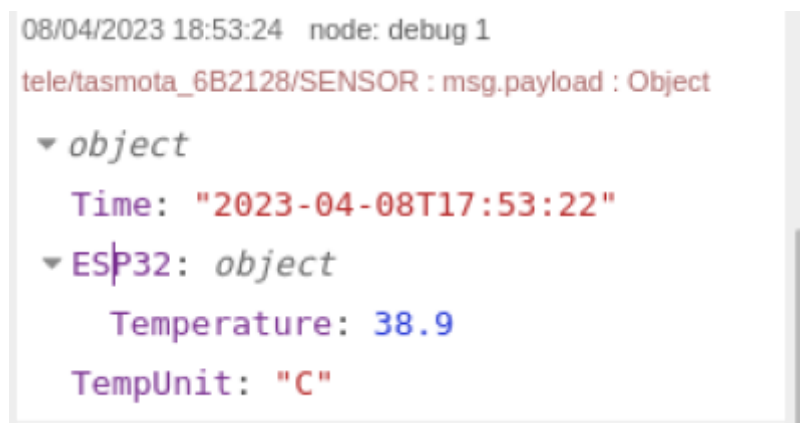 08/04/2023 18:53:24 node: debug 1
tele/tasmota_6B2128/SENSOR : msg.payload : Object
object
Time: "2023-04-08T17:53:22"
ESP32: object
Temperature: 38.9
TempUnit: "C"